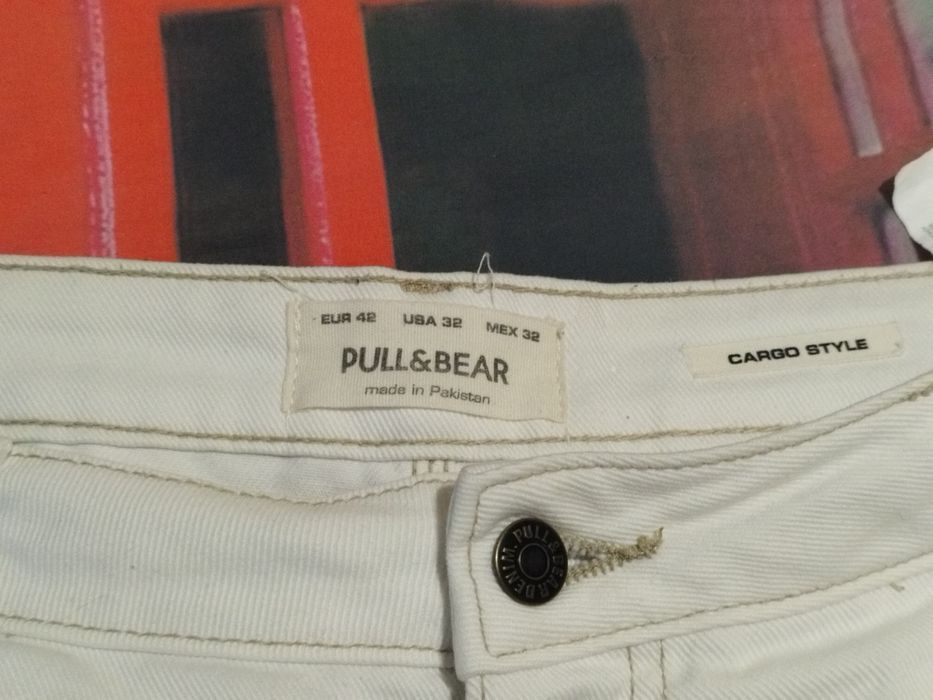 EUR 42 USA 32 MEX 32
PULL&BEAR
made in Pakistan
CARGO STYLE
PULL&BEAR DENIM.